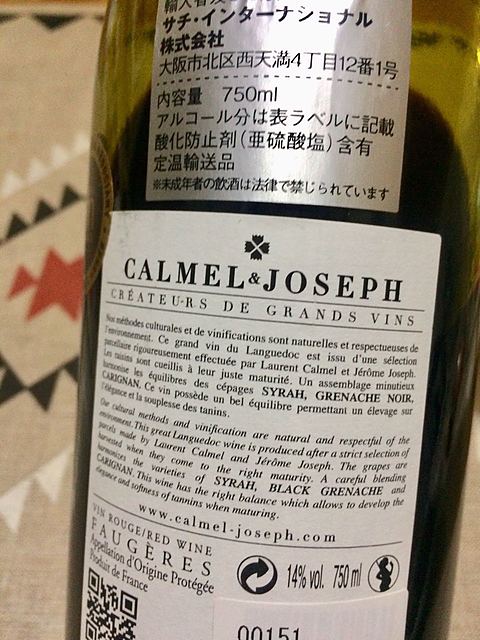 サチ・インターナショナル
株式会社
大阪市北区西天満4丁目12番1号
内容量 750ml
アルコール分は表ラベルに記載
酸化防止剤(亜硫酸塩)含有
定温輸送品
※未成年者の飲酒は法律で禁じられています
CALMEL & JOSEPH
CRÉATEURS DE GRANDS VINS
Nos méthodes culturales et de vinifications sont naturelles et respectueuses de
l'environnement. Ce grand vin du Languedoc est issu d'une sélection
parcellaire rigoureusement effectuée par Laurent Calmel et Jérôme Joseph.
Les raisins sont cueillis à leur juste maturité. Un assemblage minutieux
harmonise les équilibres des cépages SYRAH, GRENACHE NOIR,
CARIGNAN. Ce vin possède un bel équilibre permettant un élevage sur
l'élégance et la souplesse des tanins.
Our cultural methods and vinification are natural and respectful of the
environment. This great Languedoc wine is produced after a strict selection of
parcels made by Laurent Calmel and Jérôme Joseph. The grapes are
harvested when they come to the right maturity. A careful blending
harmonizes the varieties of SYRAH, BLACK GRENACHE and
CARIGNAN. This wine has the right balance which allows to develop the
elegance and softness of tannins when maturing.
www.calmel-joseph.com
VIN ROUGE/RED WINE
FAUGÈRES
Appellation d'Origine Protégée
Produit de France
14% vol. 750 ml
00151